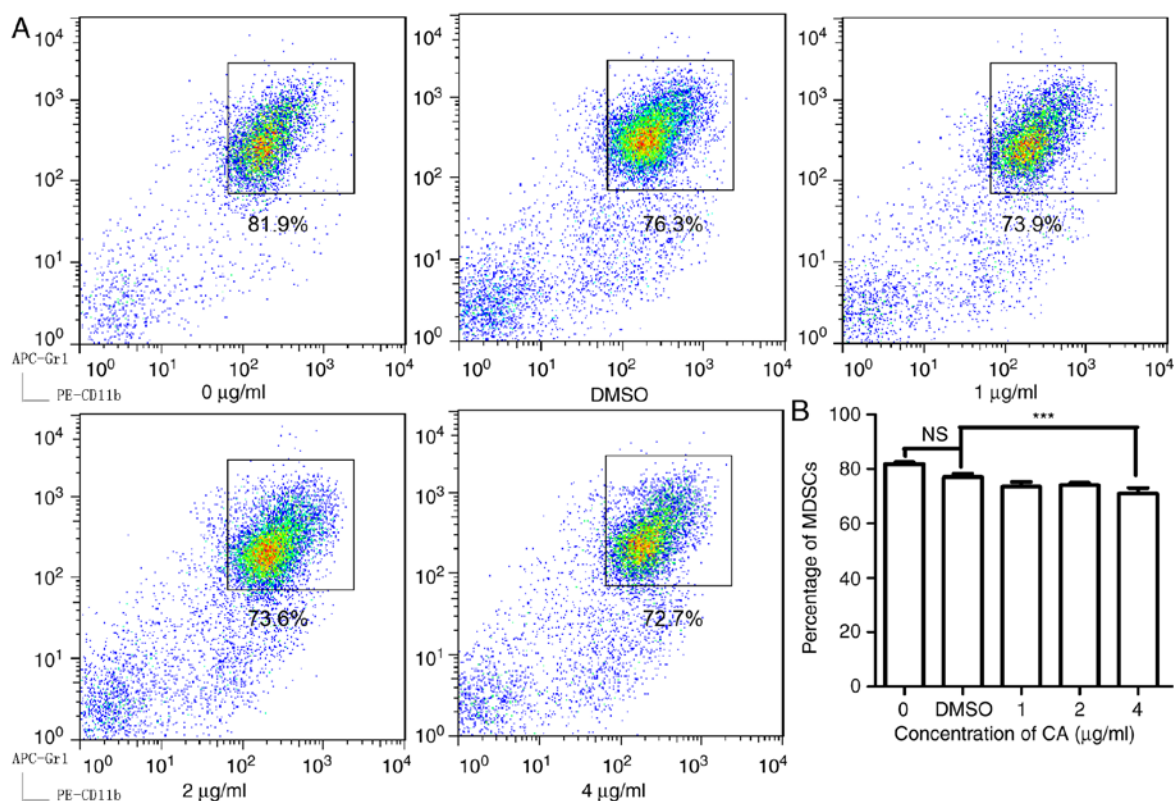 A
10⁴
10³
10²
10¹
10⁰
81.9%
10⁰ 10¹ 10² 10³ 10⁴
APC-Gr1
PE-CD11b
0 µg/ml
10⁴
10³
10²
10¹
10⁰
76.3%
10⁰ 10¹ 10² 10³ 10⁴
DMSO
10⁴
10³
10²
10¹
10⁰
73.9%
10⁰ 10¹ 10² 10³ 10⁴
1 µg/ml
10⁴
10³
10²
10¹
10⁰
73.6%
10⁰ 10¹ 10² 10³ 10⁴
APC-Gr1
PE-CD11b
2 µg/ml
10⁴
10³
10²
10¹
10⁰
72.7%
10⁰ 10¹ 10² 10³ 10⁴
4 µg/ml
B
Percentage of MDSCs
100
80
60
40
20
0
NS
***
0 DMSO 1 2 4
Concentration of CA (µg/ml)